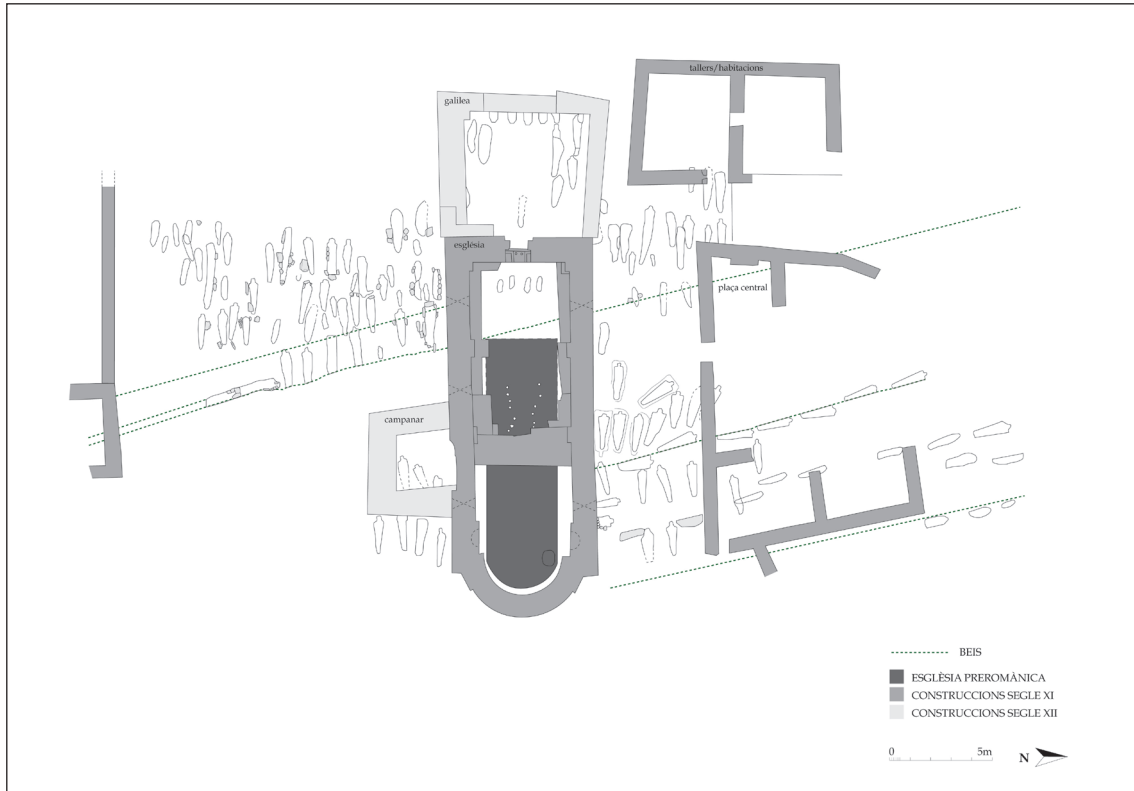 tallers/habitacions
galilea
església
plaça central
campanar
BEIS
ESGLÈSIA PREROMÀNICA
CONSTRUCCIONS SEGLE XI
CONSTRUCCIONS SEGLE XII
0 5m
N